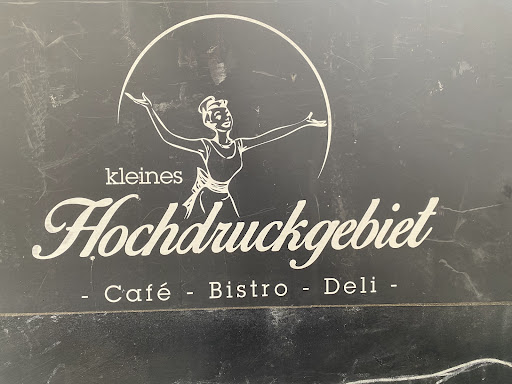 kleines
Hochdruckgebiet
- Café - Bistro - Deli -